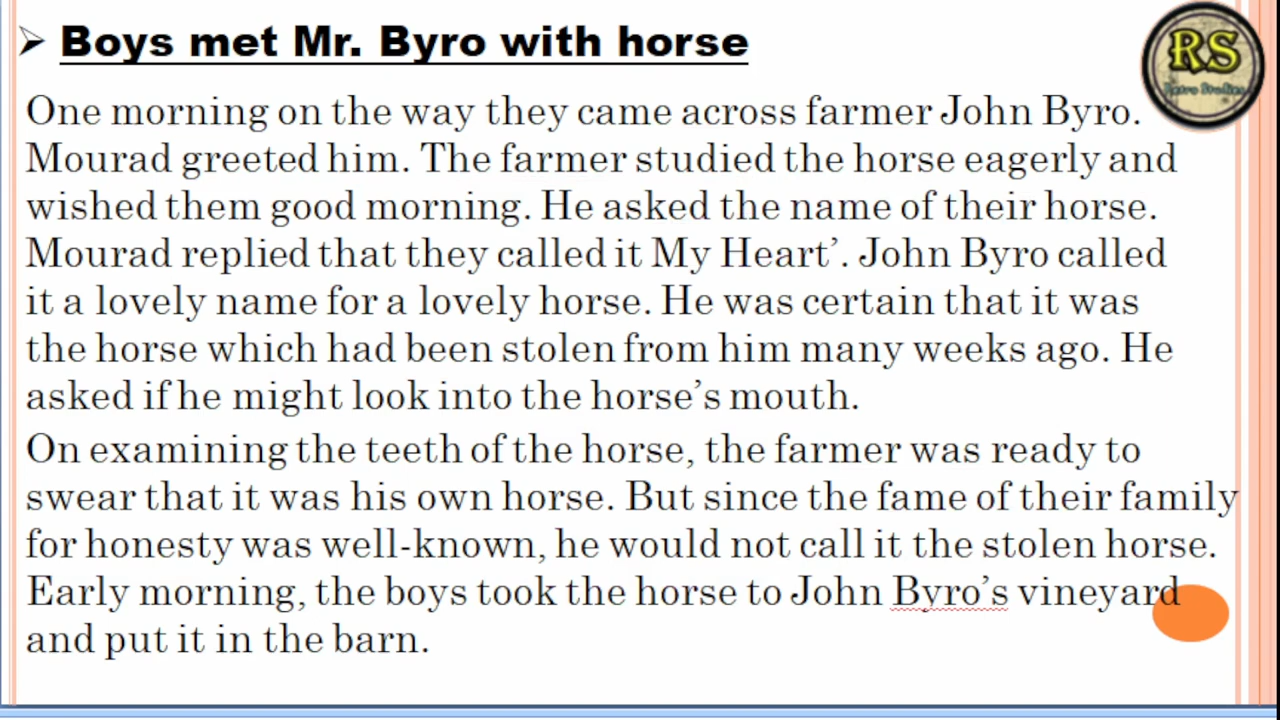 ➢ Boys met Mr. Byro with horse
RS
Retro Studies
One morning on the way they came across farmer John Byro.
Mourad greeted him. The farmer studied the horse eagerly and
wished them good morning. He asked the name of their horse.
Mourad replied that they called it My Heart’. John Byro called
it a lovely name for a lovely horse. He was certain that it was
the horse which had been stolen from him many weeks ago. He
asked if he might look into the horse’s mouth.
On examining the teeth of the horse, the farmer was ready to
swear that it was his own horse. But since the fame of their family
for honesty was well-known, he would not call it the stolen horse.
Early morning, the boys took the horse to John Byro’s vineyard
and put it in the barn.